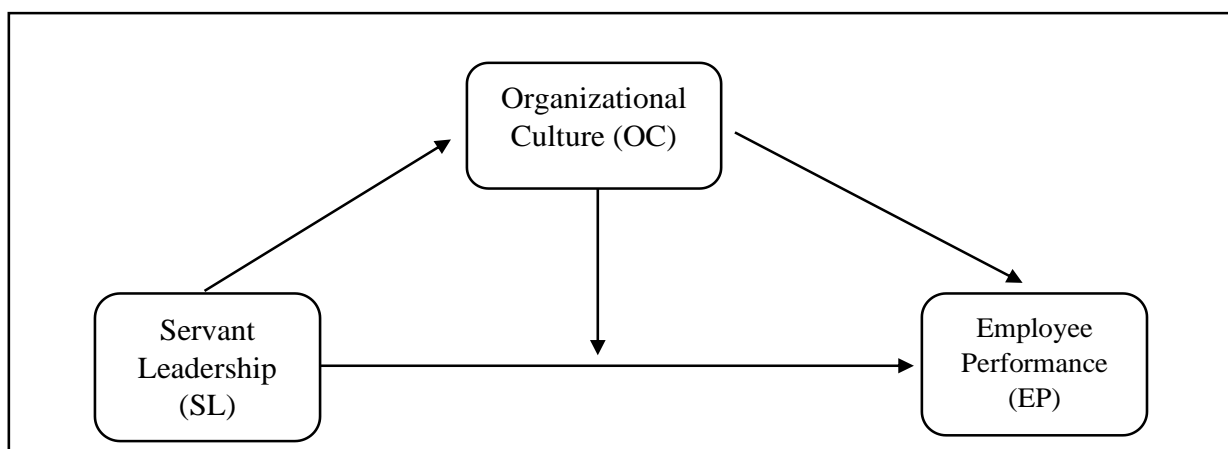 Organizational
Culture (OC)
Servant
Leadership
(SL)
Employee
Performance
(EP)